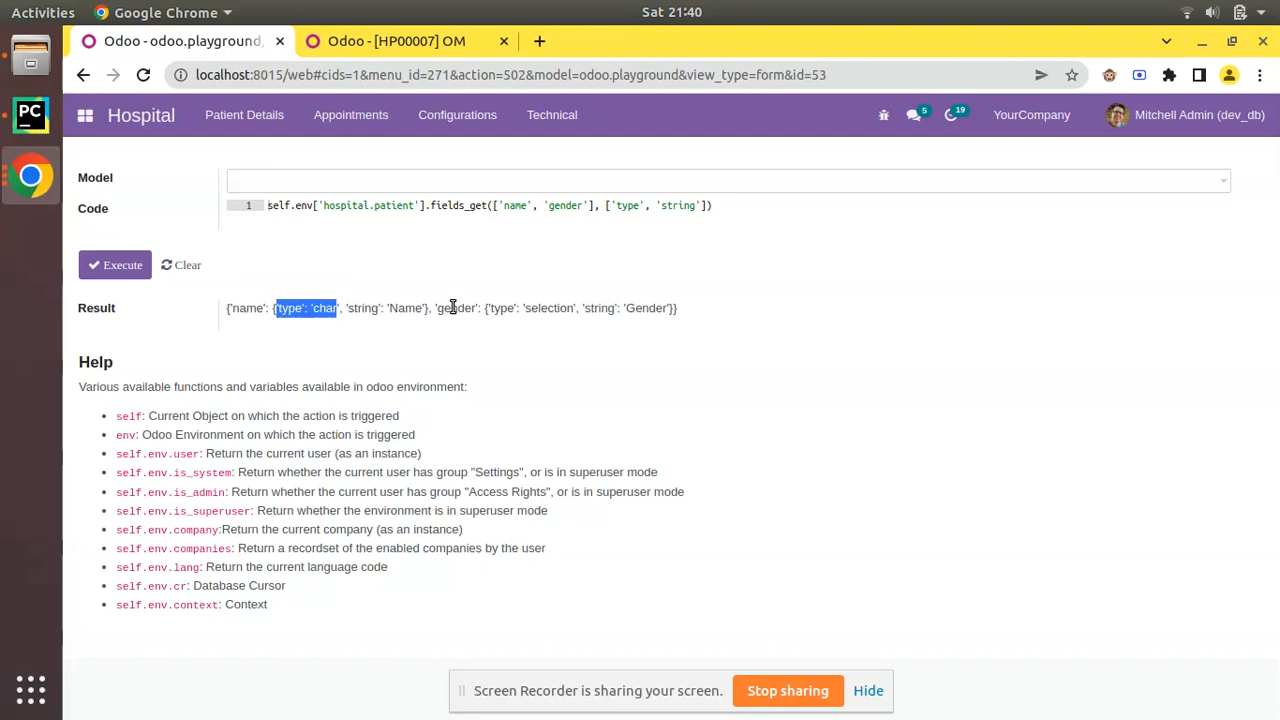 Activities Google Chrome Sat 21:40
Odoo - odoo.playground, Odoo - [HP00007] OM
localhost:8015/web#cids=1&menu_id=271&action=502&model=odoo.playground&view_type=form&id=53
PC Hospital Patient Details Appointments Configurations Technical 5 19 YourCompany Mitchell Admin (dev_db)
Model
Code 1 self.env['hospital.patient'].fields_get(['name', 'gender'], ['type', 'string'])
Execute Clear
Result {'name': {'type': 'char', 'string': 'Name'}, 'gender': {'type': 'selection', 'string': 'Gender'}}
Help
Various available functions and variables available in odoo environment:
self: Current Object on which the action is triggered
env: Odoo Environment on which the action is triggered
self.env.user: Return the current user (as an instance)
self.env.is_system: Return whether the current user has group "Settings", or is in superuser mode
self.env.is_admin: Return whether the current user has group "Access Rights", or is in superuser mode
self.env.is_superuser: Return whether the environment is in superuser mode
self.env.company:Return the current company (as an instance)
self.env.companies: Return a recordset of the enabled companies by the user
self.env.lang: Return the current language code
self.env.cr: Database Cursor
self.env.context: Context
Screen Recorder is sharing your screen. Stop sharing Hide